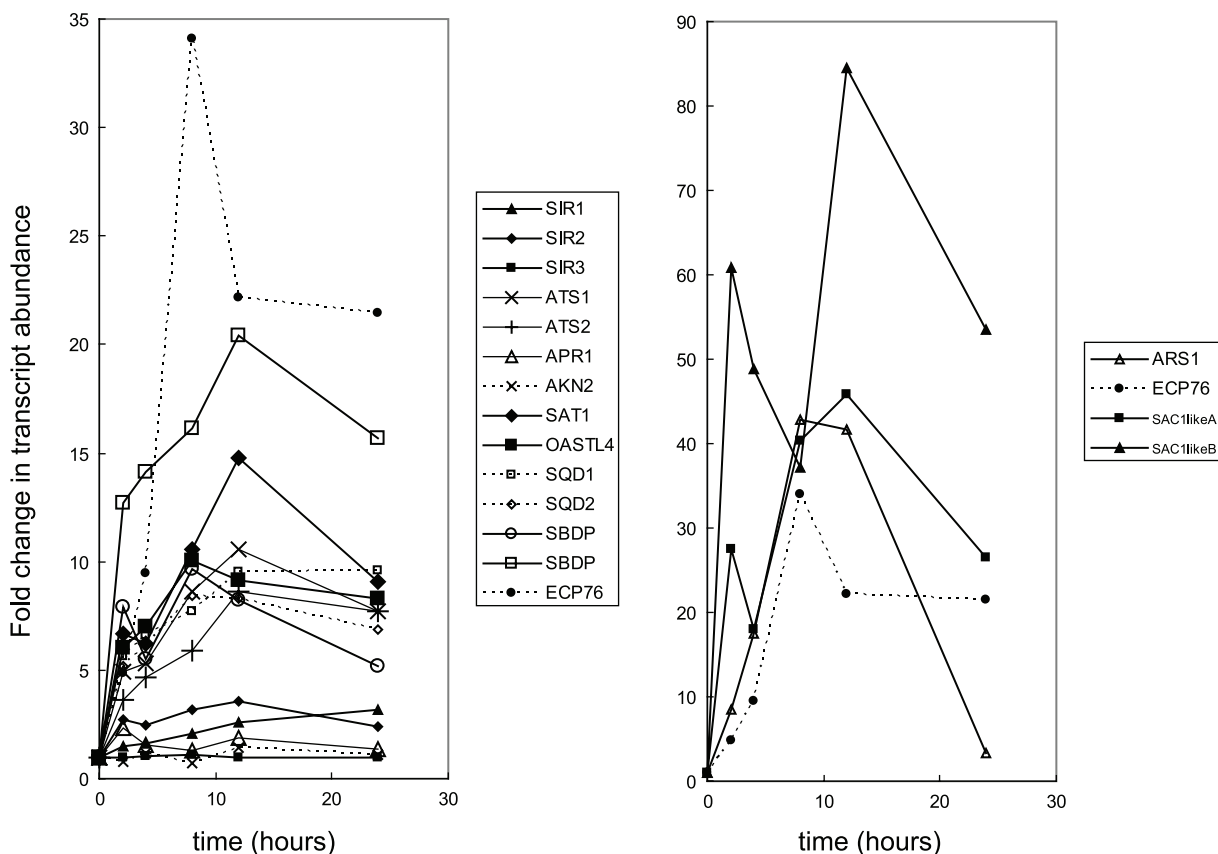 Fold change in transcript abundance
35
30
25
20
15
10
5
0
0
10
20
30
time (hours)
SIR1
SIR2
SIR3
ATS1
ATS2
APR1
AKN2
SAT1
OASTL4
SQD1
SQD2
SBDP
SBDP
ECP76
90
80
70
60
50
40
30
20
10
0
0
10
20
30
time (hours)
ARS1
ECP76
SAC1likeA
SAC1likeB